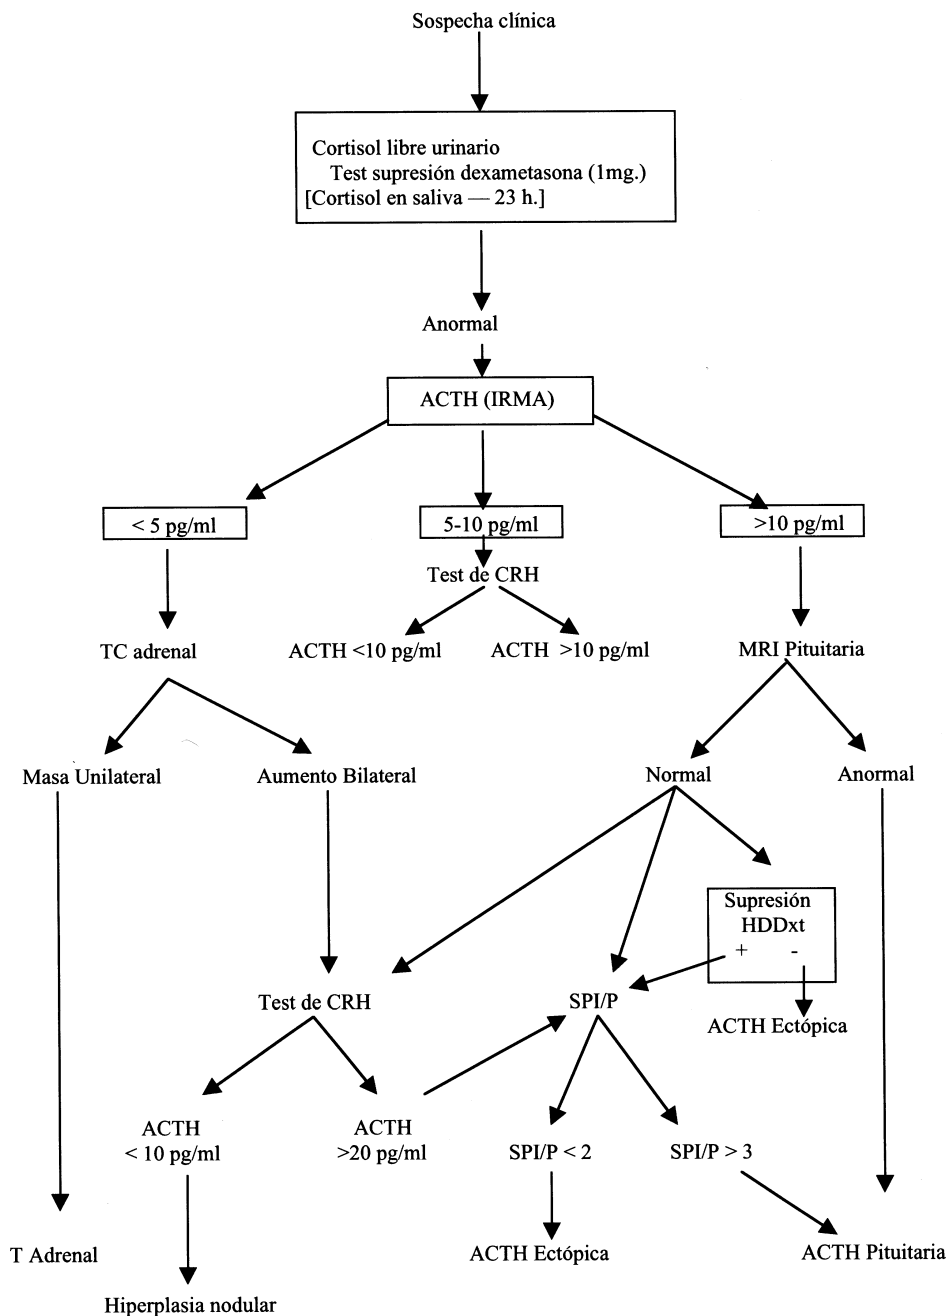 Sospecha clínica
Cortisol libre urinario
Test supresión dexametasona (1mg.)
[Cortisol en saliva — 23 h.]
Anormal
ACTH (IRMA)
< 5 pg/ml
5-10 pg/ml
>10 pg/ml
Test de CRH
TC adrenal
ACTH <10 pg/ml
ACTH >10 pg/ml
MRI Pituitaria
Masa Unilateral
Aumento Bilateral
Normal
Anormal
Supresión
HDDxt
+ -
Test de CRH
SPI/P
ACTH Ectópica
ACTH
< 10 pg/ml
ACTH
>20 pg/ml
SPI/P < 2
SPI/P > 3
T Adrenal
ACTH Ectópica
ACTH Pituitaria
Hiperplasia nodular